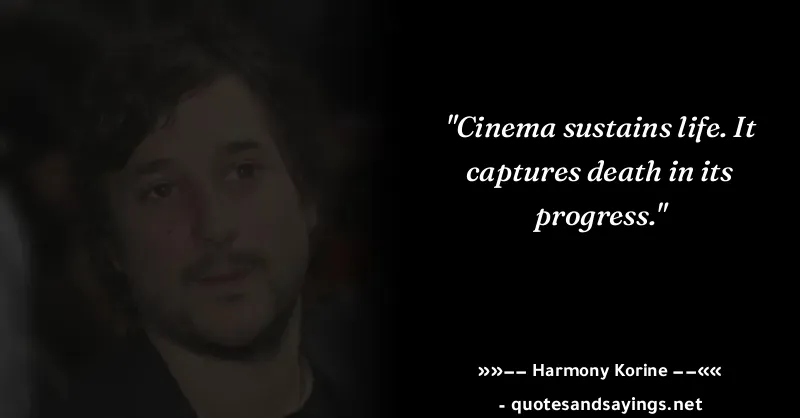 "Cinema sustains life. It
captures death in its
progress."
»»–– Harmony Korine ––««
- quotesandsayings.net